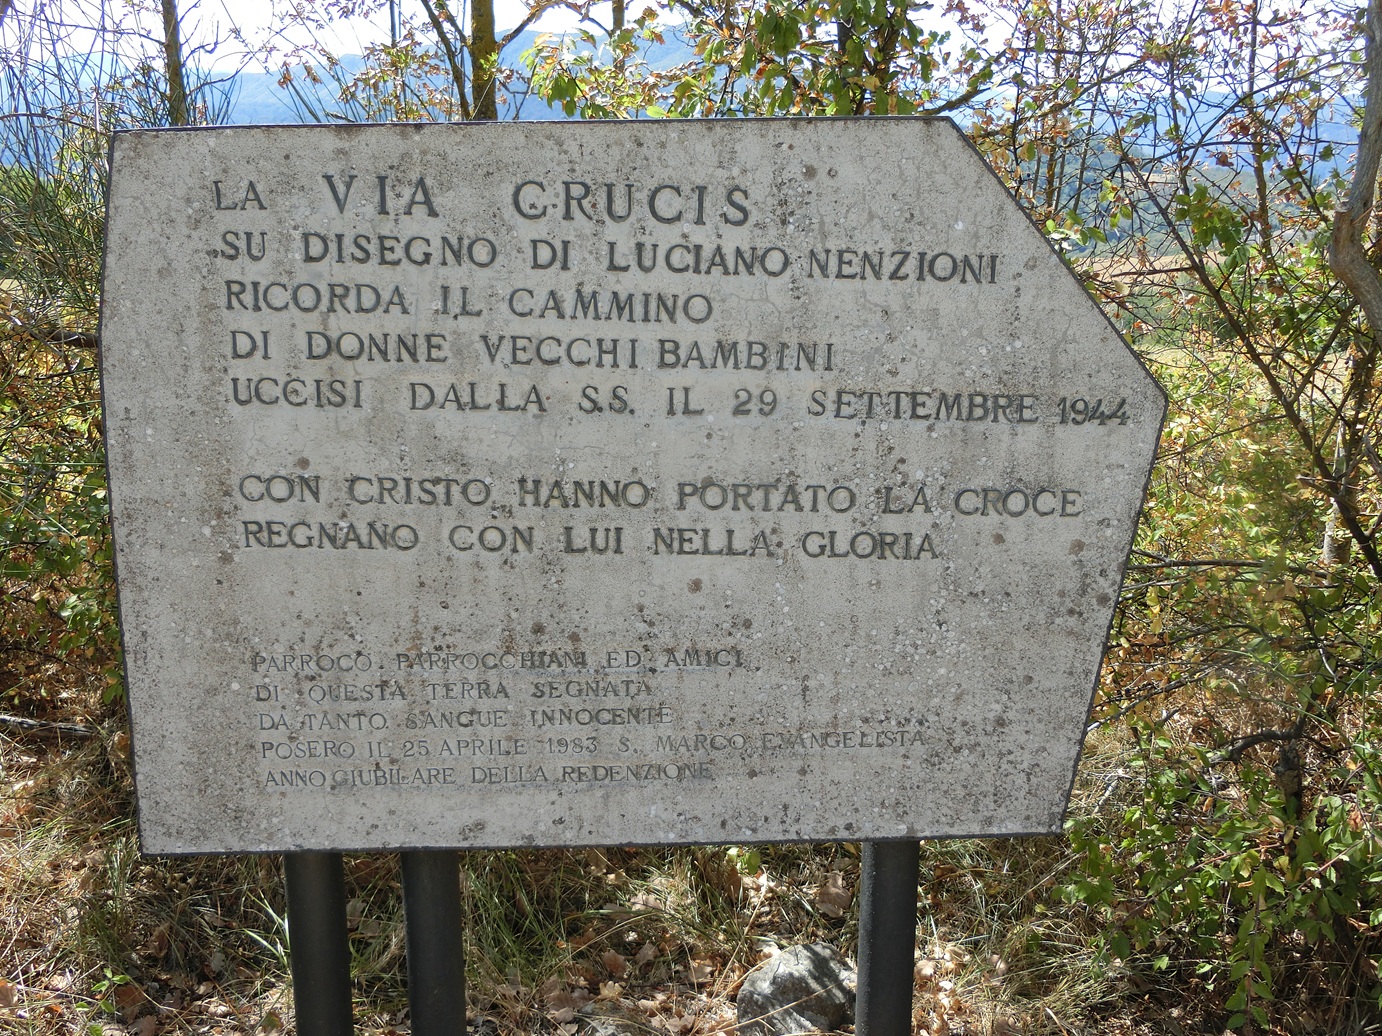 LA VIA CRUCIS
SU DISEGNO DI LUCIANO NENZIONI
RICORDA IL CAMMINO
DI DONNE VECCHI BAMBINI
UCCISI DALLA S.S. IL 29 SETTEMBRE 1944
CON CRISTO HANNO PORTATO LA CROCE
REGNANO CON LUI NELLA GLORIA
PARROCO PARROCCHIANI ED AMICI
DI QUESTA TERRA SEGNATA
DA TANTO SANGUE INNOCENTE
POSERO IL 25 APRILE 1983 S. MARCO EVANGELISTA
ANNO GIUBILARE DELLA REDENZIONE